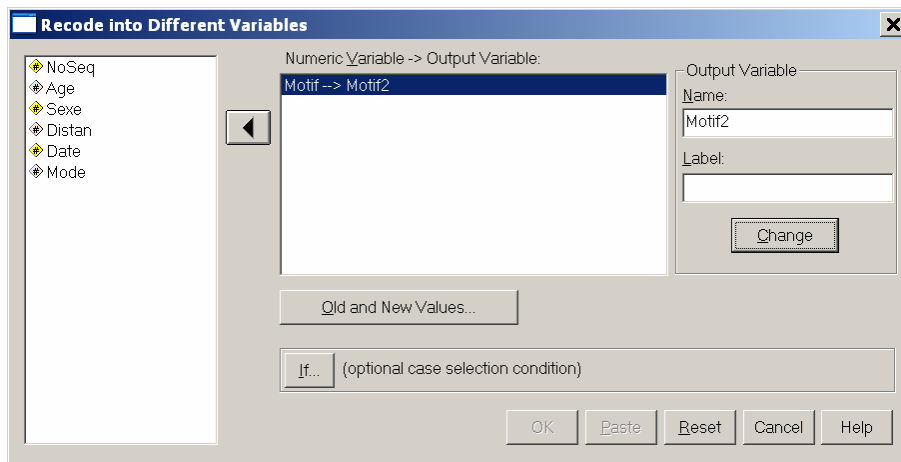 Recode into Different Variables
NoSeq
Age
Sexe
Distan
Date
Mode
Numeric Variable -> Output Variable:
Motif --> Motif2
Output Variable
Name:
Motif2
Label:
Change
Old and New Values...
If...
(optional case selection condition)
OK
Paste
Reset
Cancel
Help